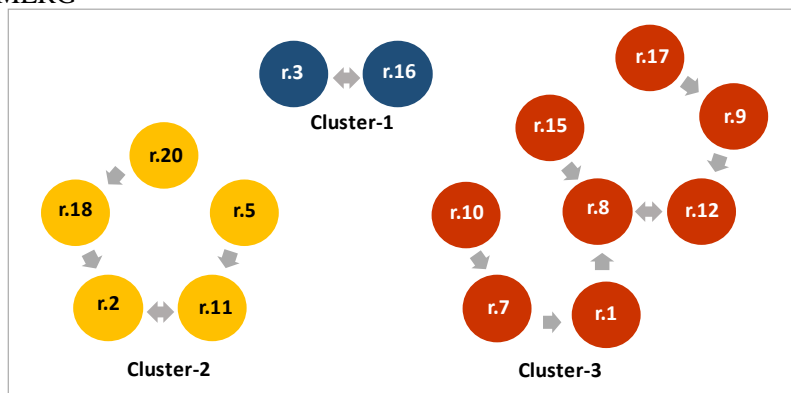 r.3
r.16
Cluster-1
r.20
r.18
r.5
r.2
r.11
Cluster-2
r.17
r.9
r.15
r.10
r.8
r.12
r.7
r.1
Cluster-3